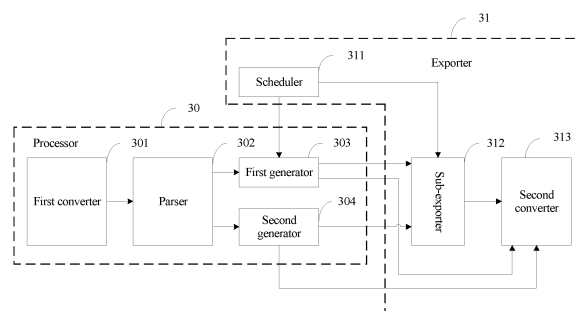 31
311
Exporter
Scheduler
30
Processor
301
302
303
312
313
First converter
Parser
First generator
Sub-exporter
Second
converter
304
Second
generator